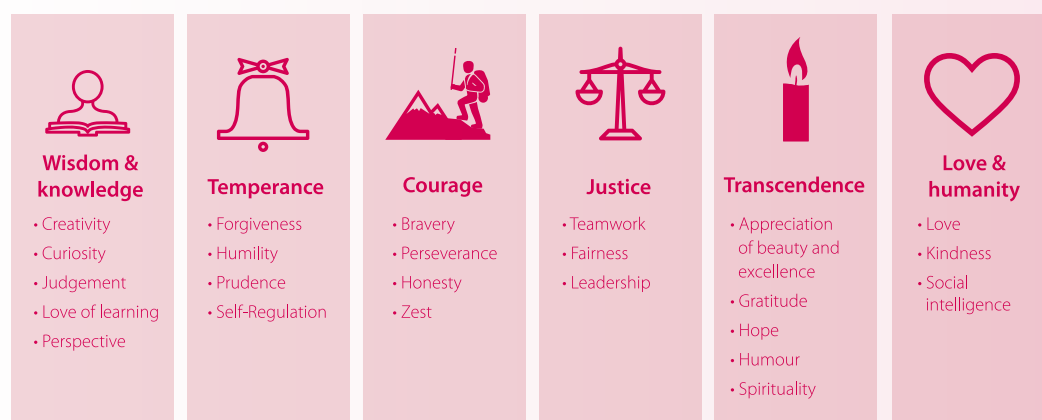 Wisdom &
knowledge
• Creativity
• Curiosity
• Judgement
• Love of learning
• Perspective
Temperance
• Forgiveness
• Humility
• Prudence
• Self-Regulation
Courage
• Bravery
• Perseverance
• Honesty
• Zest
Justice
• Teamwork
• Fairness
• Leadership
Transcendence
• Appreciation
of beauty and
excellence
• Gratitude
• Hope
• Humour
• Spirituality
Love &
humanity
• Love
• Kindness
• Social
intelligence